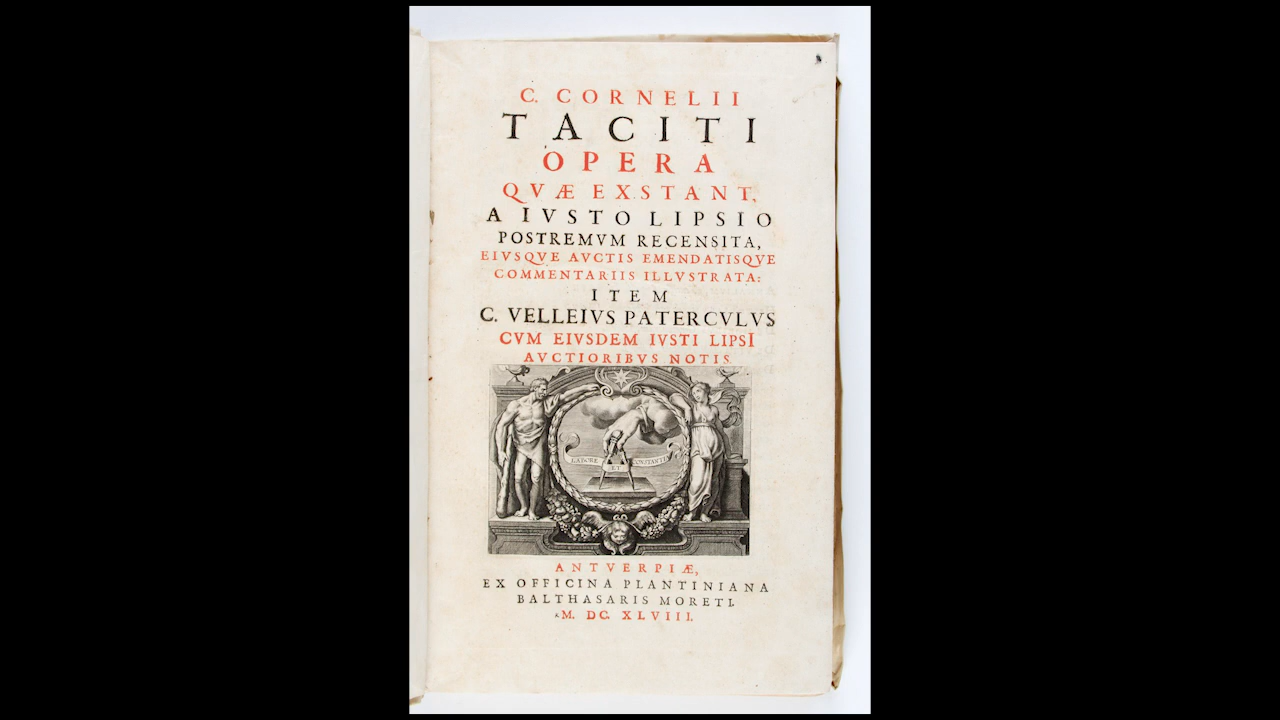 C. CORNELII
TACITI
OPERA
QVÆ EXSTANT,
A IVSTO LIPSIO
POSTREMVM RECENSITA,
EIVSQVE AVCTIS EMENDATISQVE
COMMENTARIIS ILLVSTRATA:
ITEM
C. VELLEIVS PATERCVLVS
CVM EIVSDEM IVSTI LIPSI
AVCTIORIBVS NOTIS.
LABORE ET CONSTANTIA
ANTVERPIÆ,
EX OFFICINA PLANTINIANA
BALTHASARIS MORETI.
M. DC. XLVIII.